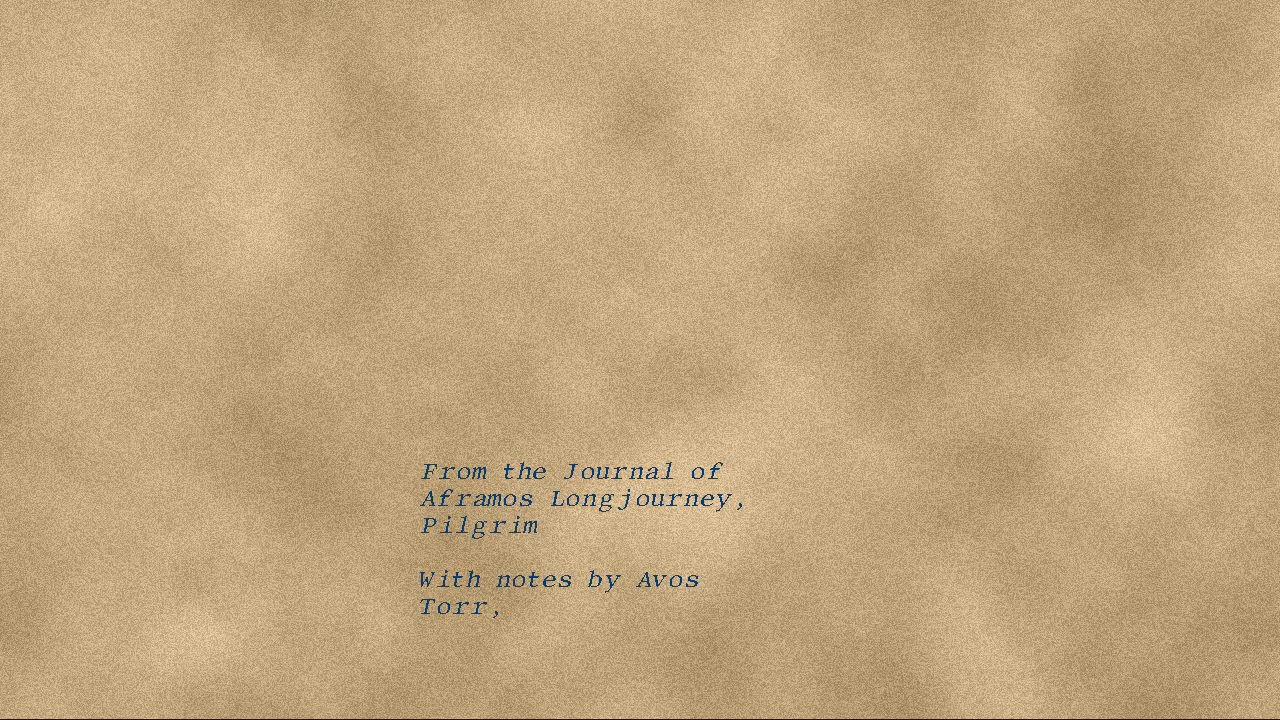 From the Journal of
Aframos Longjourney,
Pilgrim
With notes by Avos
Torr,